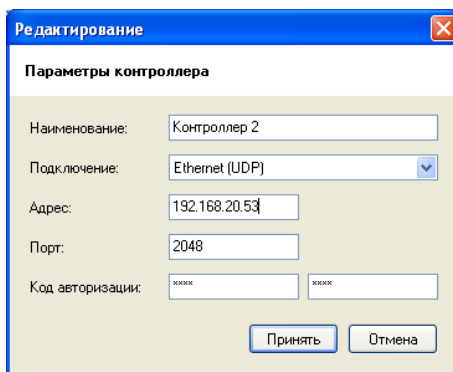 Редактирование
Параметры контроллера
Наименование: Контроллер 2
Подключение: Ethernet (UDP)
Адрес: 192.168.20.53
Порт: 2048
Код авторизации: **** ****
Принять Отмена